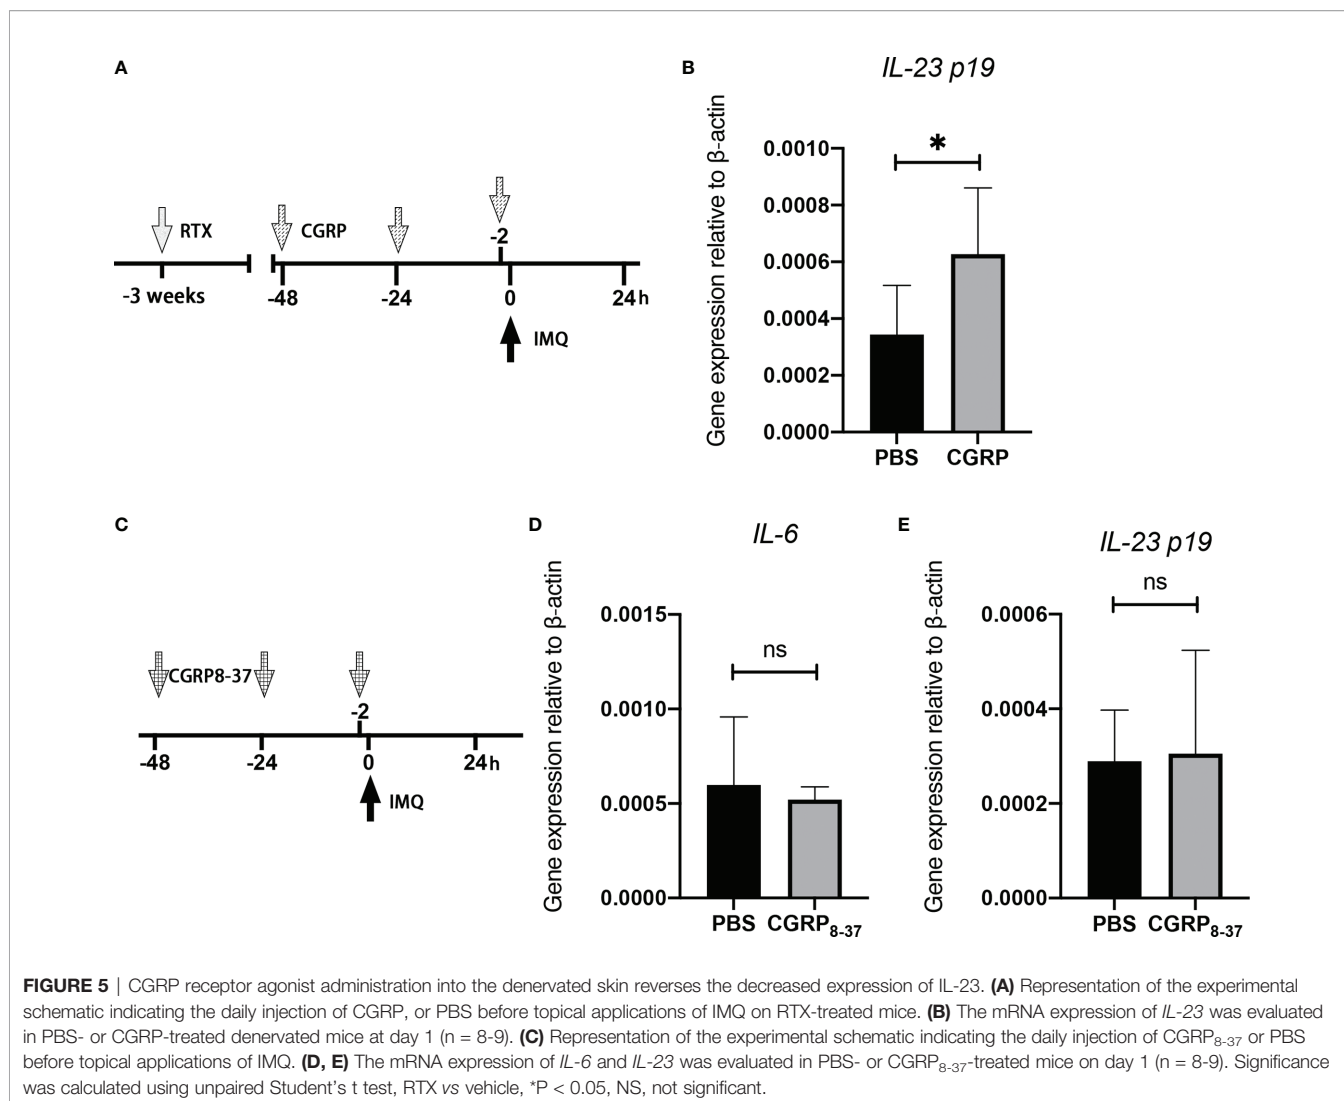 A
RTX
CGRP
-2
-3 weeks
-48
-24
0
24h
IMQ
B
IL-23 p19
Gene expression relative to β-actin
*
0.0010
0.0008
0.0006
0.0004
0.0002
0.0000
PBS
CGRP
C
CGRP8-37
-2
-48
-24
0
24h
IMQ
D
IL-6
Gene expression relative to β-actin
ns
0.0015
0.0010
0.0005
0.0000
PBS
CGRP8-37
E
IL-23 p19
Gene expression relative to β-actin
ns
0.0006
0.0004
0.0002
0.0000
PBS
CGRP8-37
FIGURE 5 | CGRP receptor agonist administration into the denervated skin reverses the decreased expression of IL-23. (A) Representation of the experimental
schematic indicating the daily injection of CGRP, or PBS before topical applications of IMQ on RTX-treated mice. (B) The mRNA expression of IL-23 was evaluated
in PBS- or CGRP-treated denervated mice at day 1 (n = 8-9). (C) Representation of the experimental schematic indicating the daily injection of CGRP8-37 or PBS
before topical applications of IMQ. (D, E) The mRNA expression of IL-6 and IL-23 was evaluated in PBS- or CGRP8-37-treated mice on day 1 (n = 8-9). Significance
was calculated using unpaired Student's t test, RTX vs vehicle, *P < 0.05, NS, not significant.